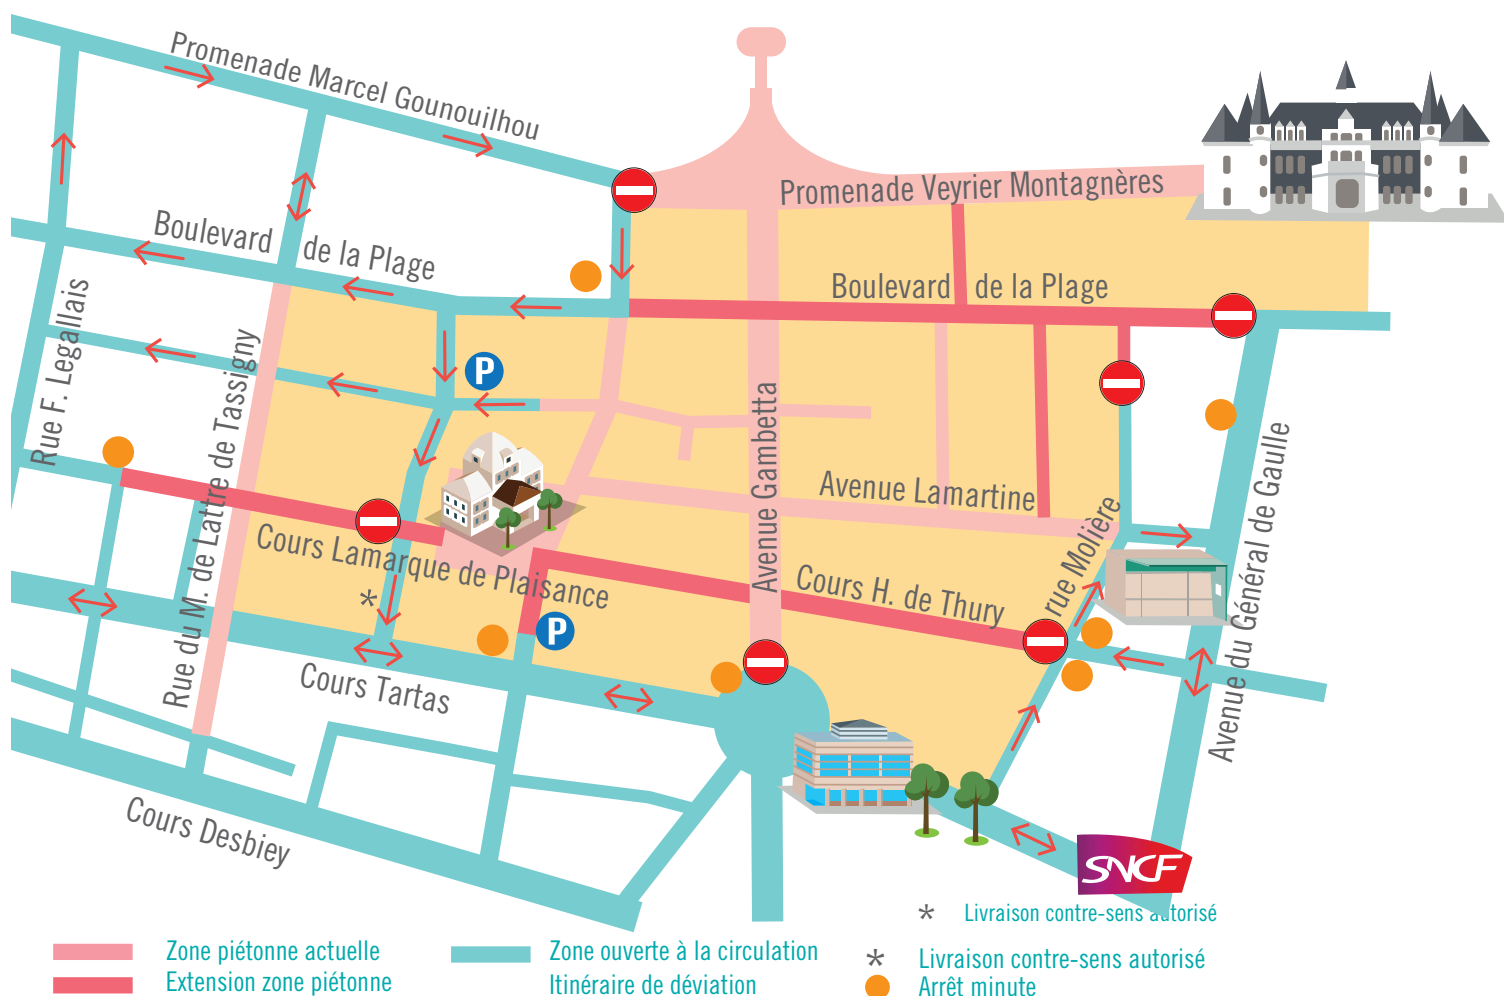 Promenade Marcel Gounouilhou
Promenade Veyrier Montagnères
Boulevard de la Plage
Boulevard de la Plage
Rue F. Legallais
Rue du M. de Lattre de Tassigny
P
Avenue Gambetta
Avenue Lamartine
Cours Lamarque de Plaisance
*
P
Cours H. de Thury
rue Molière
Avenue du Général de Gaulle
Cours Tartas
Cours Desbiey
SNCF
* Livraison contre-sens autorisé
Zone piétonne actuelle
Extension zone piétonne
Zone ouverte à la circulation
Itinéraire de déviation
* Livraison contre-sens autorisé
Arrêt minute